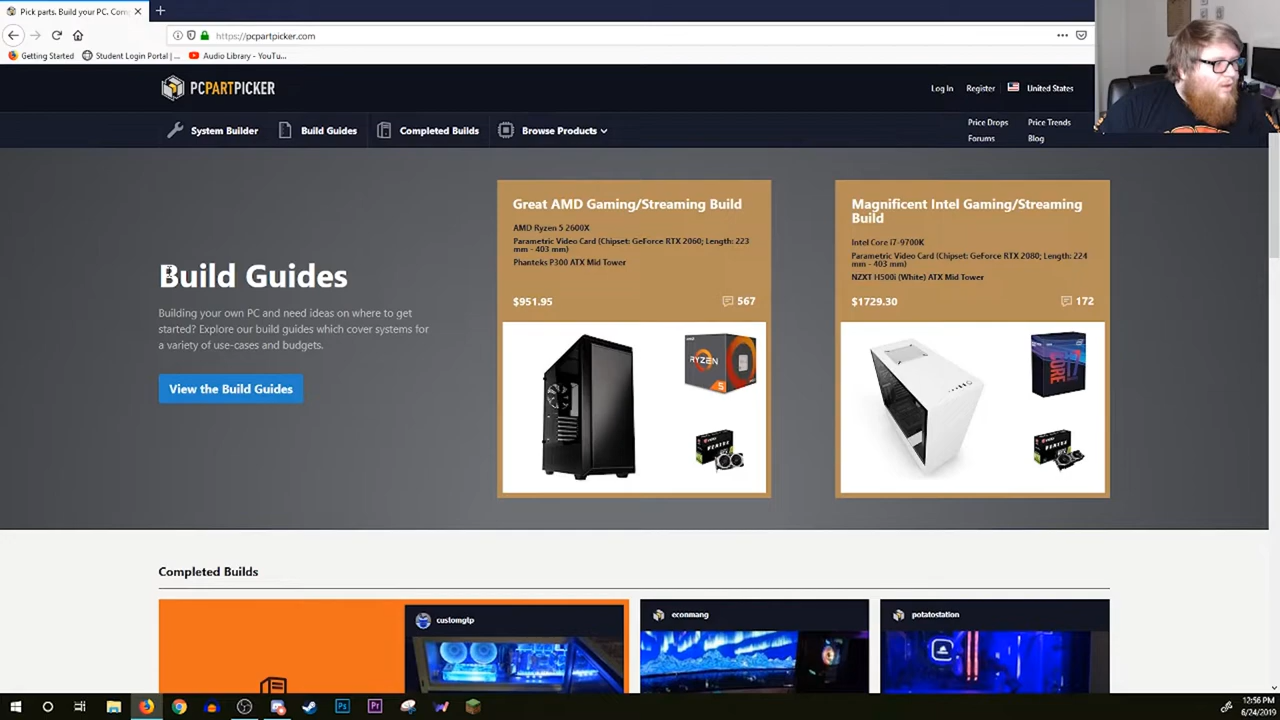 Pick parts. Build your PC. Com
https://pcpartpicker.com
Getting Started
Student Login Portal | ...
Audio Library - YouTu...
PCPARTPICKER
Log In
Register
United States
System Builder
Build Guides
Completed Builds
Browse Products
Price Drops
Price Trends
Forums
Blog
Build Guides
Building your own PC and need ideas on where to get
started? Explore our build guides which cover systems for
a variety of use-cases and budgets.
View the Build Guides
Great AMD Gaming/Streaming Build
AMD Ryzen 5 2600X
Parametric Video Card (Chipset: GeForce RTX 2060; Length: 223
mm - 403 mm)
Phanteks P300 ATX Mid Tower
$951.95
567
RYZEN
5
Magnificent Intel Gaming/Streaming
Build
Intel Core i7-9700K
Parametric Video Card (Chipset: GeForce RTX 2080; Length: 224
mm - 403 mm)
NZXT H500i (White) ATX Mid Tower
$1729.30
172
CORE
Completed Builds
customgtp
econmang
potatostation
12:56 PM
6/24/2019